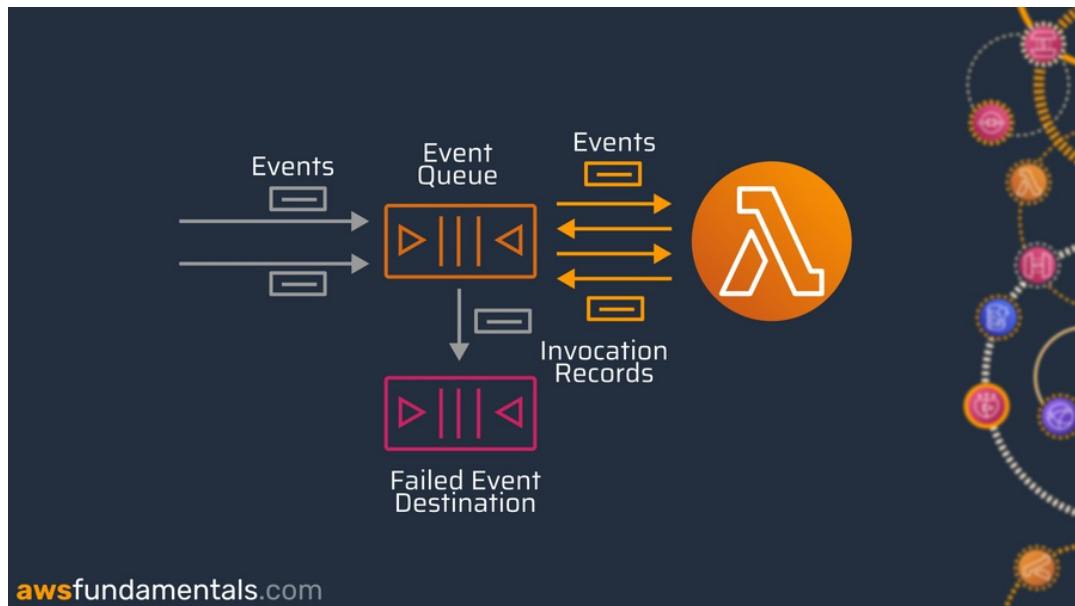 Events
Event
Queue
Events
Invocation
Records
Failed Event
Destination
awsfundamentals.com